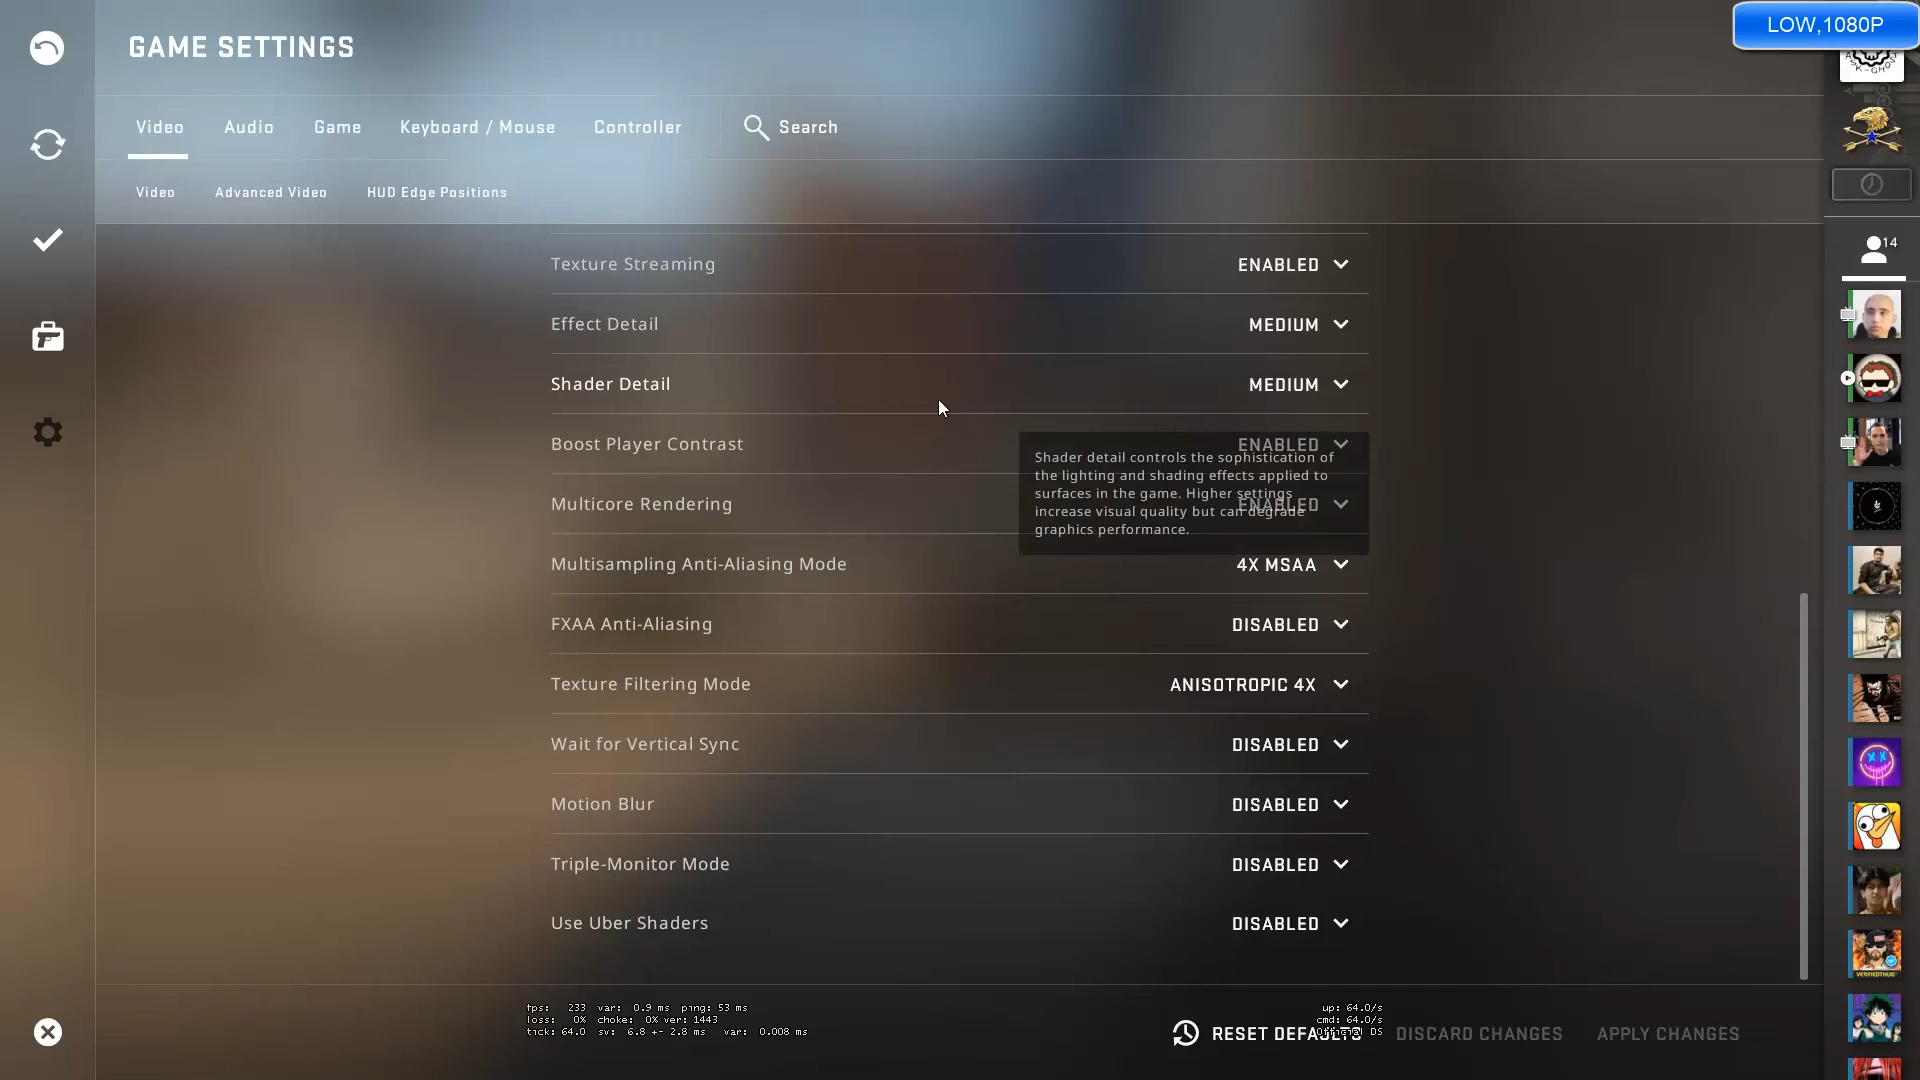 LOW,1080P
GAME SETTINGS
Video
Audio
Game
Keyboard / Mouse
Controller
Search
Video
Advanced Video
HUD Edge Positions
14
Texture Streaming
ENABLED
Effect Detail
MEDIUM
Shader Detail
MEDIUM
Boost Player Contrast
ENABLED
Shader detail controls the sophistication of
the lighting and shading effects applied to
surfaces in the game. Higher settings
increase visual quality but can degrade
graphics performance.
Multicore Rendering
ENABLED
Multisampling Anti-Aliasing Mode
4X MSAA
FXAA Anti-Aliasing
DISABLED
Texture Filtering Mode
ANISOTROPIC 4X
Wait for Vertical Sync
DISABLED
Motion Blur
DISABLED
Triple-Monitor Mode
DISABLED
Use Uber Shaders
DISABLED
VERIFIEDTHUG
fps: 233 var: 0.9 ms ping: 53 ms
loss: 0% choke: 0% ver: 1443
tick: 64.0 sv: 6.8 +- 2.8 ms var: 0.008 ms
up: 64.0/s
cmd: 64.0/s
Official DS
RESET DEFAULTS
DISCARD CHANGES
APPLY CHANGES